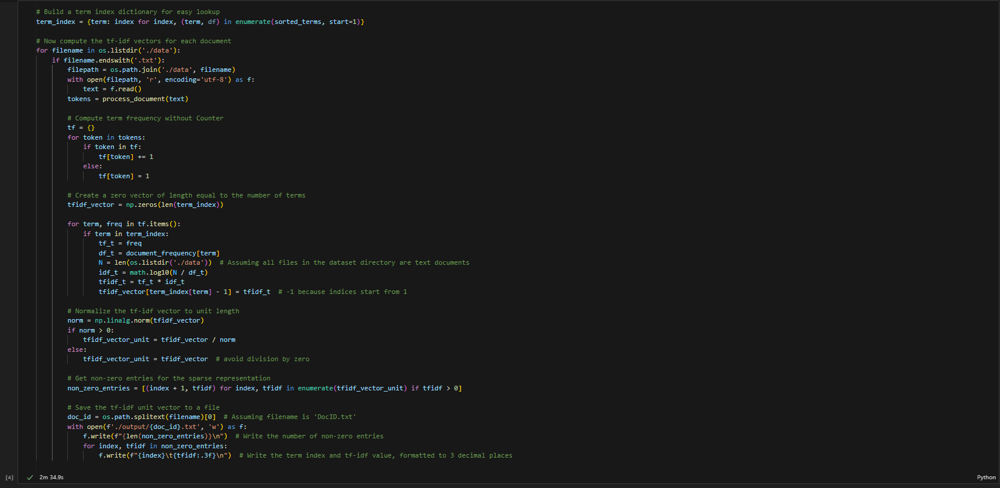 # Build a term index dictionary for easy lookup
term_index = {term: index for index, (term, df) in enumerate(sorted_terms, start=1)}
# Now compute the tf-idf vectors for each document
for filename in os.listdir('./data'):
if filename.endswith('.txt'):
filepath = os.path.join('./data', filename)
with open(filepath, 'r', encoding='utf-8') as f:
text = f.read()
tokens = process_document(text)
# Compute term frequency without Counter
tf = {}
for token in tokens:
if token in tf:
tf[token] += 1
else:
tf[token] = 1
# Create a zero vector of length equal to the number of terms
tfidf_vector = np.zeros(len(term_index))
for term, freq in tf.items():
if term in term_index:
tf_t = freq
df_t = document_frequency[term]
N = len(os.listdir('./data'))  # Assuming all files in the dataset directory are text documents
idf_t = math.log10(N / df_t)
tfidf_t = tf_t * idf_t
tfidf_vector[term_index[term] - 1] = tfidf_t  # -1 because indices start from 1
# Normalize the tf-idf vector to unit length
norm = np.linalg.norm(tfidf_vector)
if norm > 0:
tfidf_vector_unit = tfidf_vector / norm
else:
tfidf_vector_unit = tfidf_vector  # avoid division by zero
# Get non-zero entries for the sparse representation
non_zero_entries = [(index + 1, tfidf) for index, tfidf in enumerate(tfidf_vector_unit) if tfidf > 0]
# Save the tf-idf unit vector to a file
doc_id = os.path.splitext(filename)[0]  # Assuming filename is 'DocID.txt'
with open(f'./output/{doc_id}.txt', 'w') as f:
f.write(f"{len(non_zero_entries)}\n")  # Write the number of non-zero entries
for index, tfidf in non_zero_entries:
f.write(f"{index}\t{tfidf:.3f}\n")  # Write the term index and tf-idf value, formatted to 3 decimal places
[4] ✓ 2m 34.9s Python